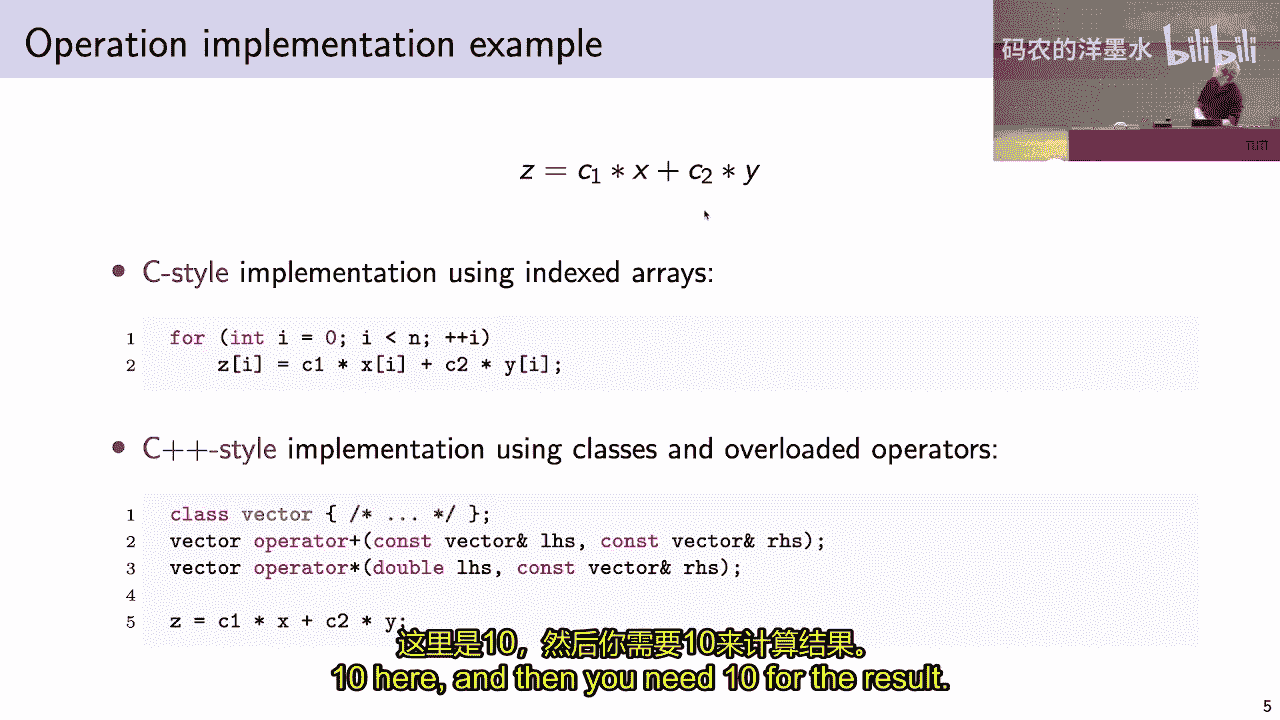 Operation implementation example
码农的洋墨水 bilibili
TUM
z = c₁ ∗ x + c₂ ∗ y
• C-style implementation using indexed arrays:
1 for (int i = 0; i < n; ++i)
2 z[i] = c1 * x[i] + c2 * y[i];
• C++-style implementation using classes and overloaded operators:
1 class vector { /* ... */ };
2 vector operator+(const vector& lhs, const vector& rhs);
3 vector operator*(double lhs, const vector& rhs);
4
5 z = c1 * x + c2 * y;
这里是10，然后你需要10来计算结果。
10 here, and then you need 10 for the result.
5